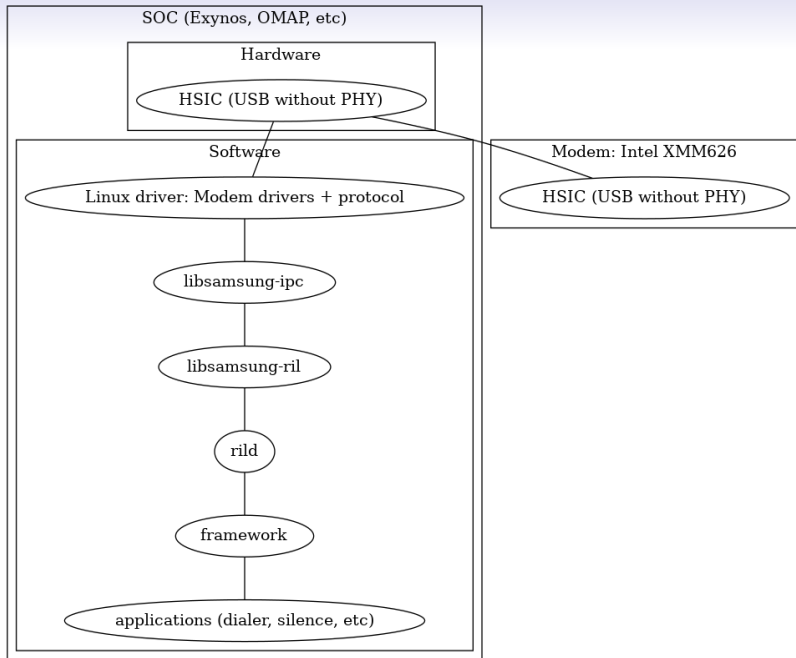 SOC (Exynos, OMAP, etc)
Hardware
HSIC (USB without PHY)
Software
Modem: Intel XMM626
Linux driver: Modem drivers + protocol
HSIC (USB without PHY)
libsamsung-ipc
libsamsung-ril
rild
framework
applications (dialer, silence, etc)